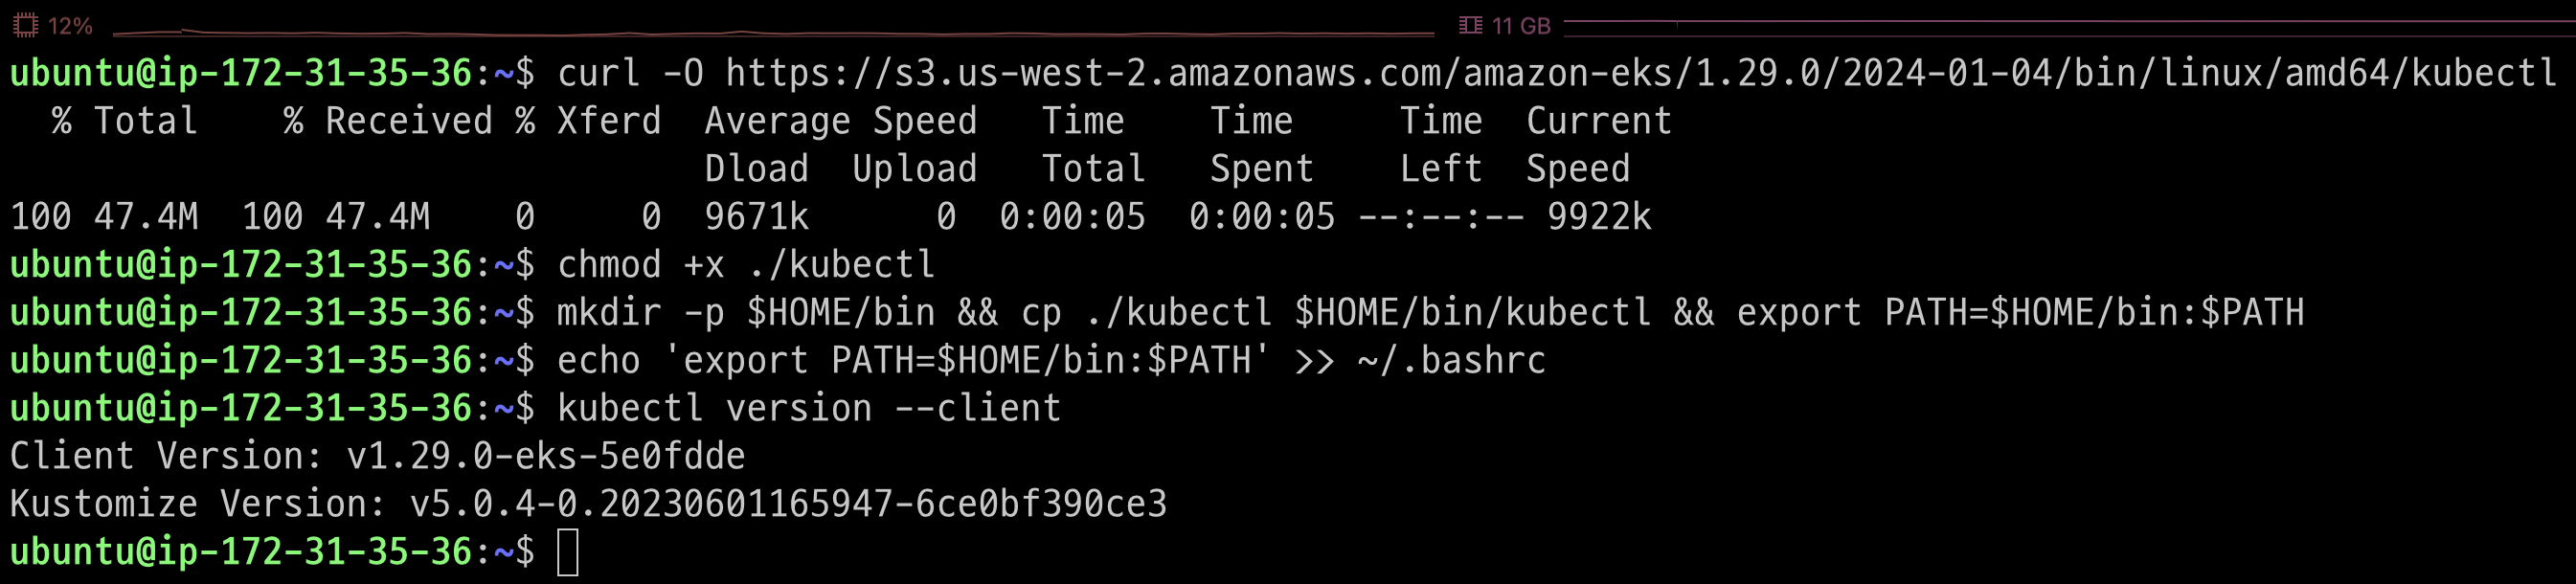 12% 11 GB
ubuntu@ip-172-31-35-36:~$ curl -O https://s3.us-west-2.amazonaws.com/amazon-eks/1.29.0/2024-01-04/bin/linux/amd64/kubectl
  % Total    % Received % Xferd  Average Speed   Time    Time     Time  Current
                                 Dload  Upload   Total   Spent    Left  Speed
100 47.4M  100 47.4M    0     0  9671k      0  0:00:05  0:00:05 --:--:-- 9922k
ubuntu@ip-172-31-35-36:~$ chmod +x ./kubectl
ubuntu@ip-172-31-35-36:~$ mkdir -p $HOME/bin && cp ./kubectl $HOME/bin/kubectl && export PATH=$HOME/bin:$PATH
ubuntu@ip-172-31-35-36:~$ echo 'export PATH=$HOME/bin:$PATH' >> ~/.bashrc
ubuntu@ip-172-31-35-36:~$ kubectl version --client
Client Version: v1.29.0-eks-5e0fdde
Kustomize Version: v5.0.4-0.20230601165947-6ce0bf390ce3
ubuntu@ip-172-31-35-36:~$